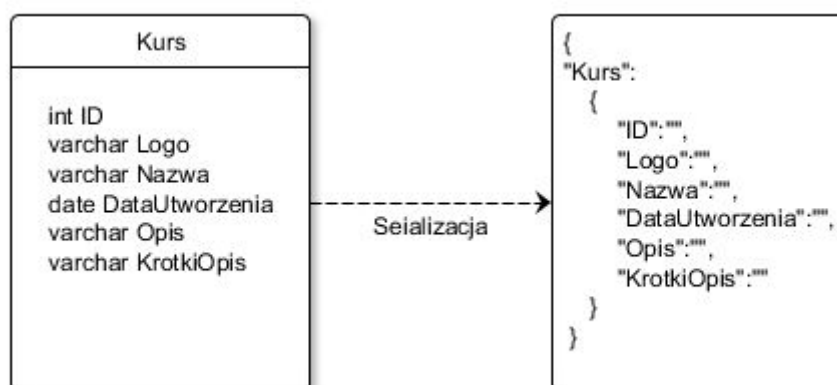 Kurs
int ID
varchar Logo
varchar Nazwa
date DataUtworzenia
varchar Opis
varchar KrotkiOpis
Seializacja
{
"Kurs":
{
"ID":"",
"Logo":"",
"Nazwa":"",
"DataUtworzenia":"",
"Opis":"",
"KrotkiOpis":""
}
}